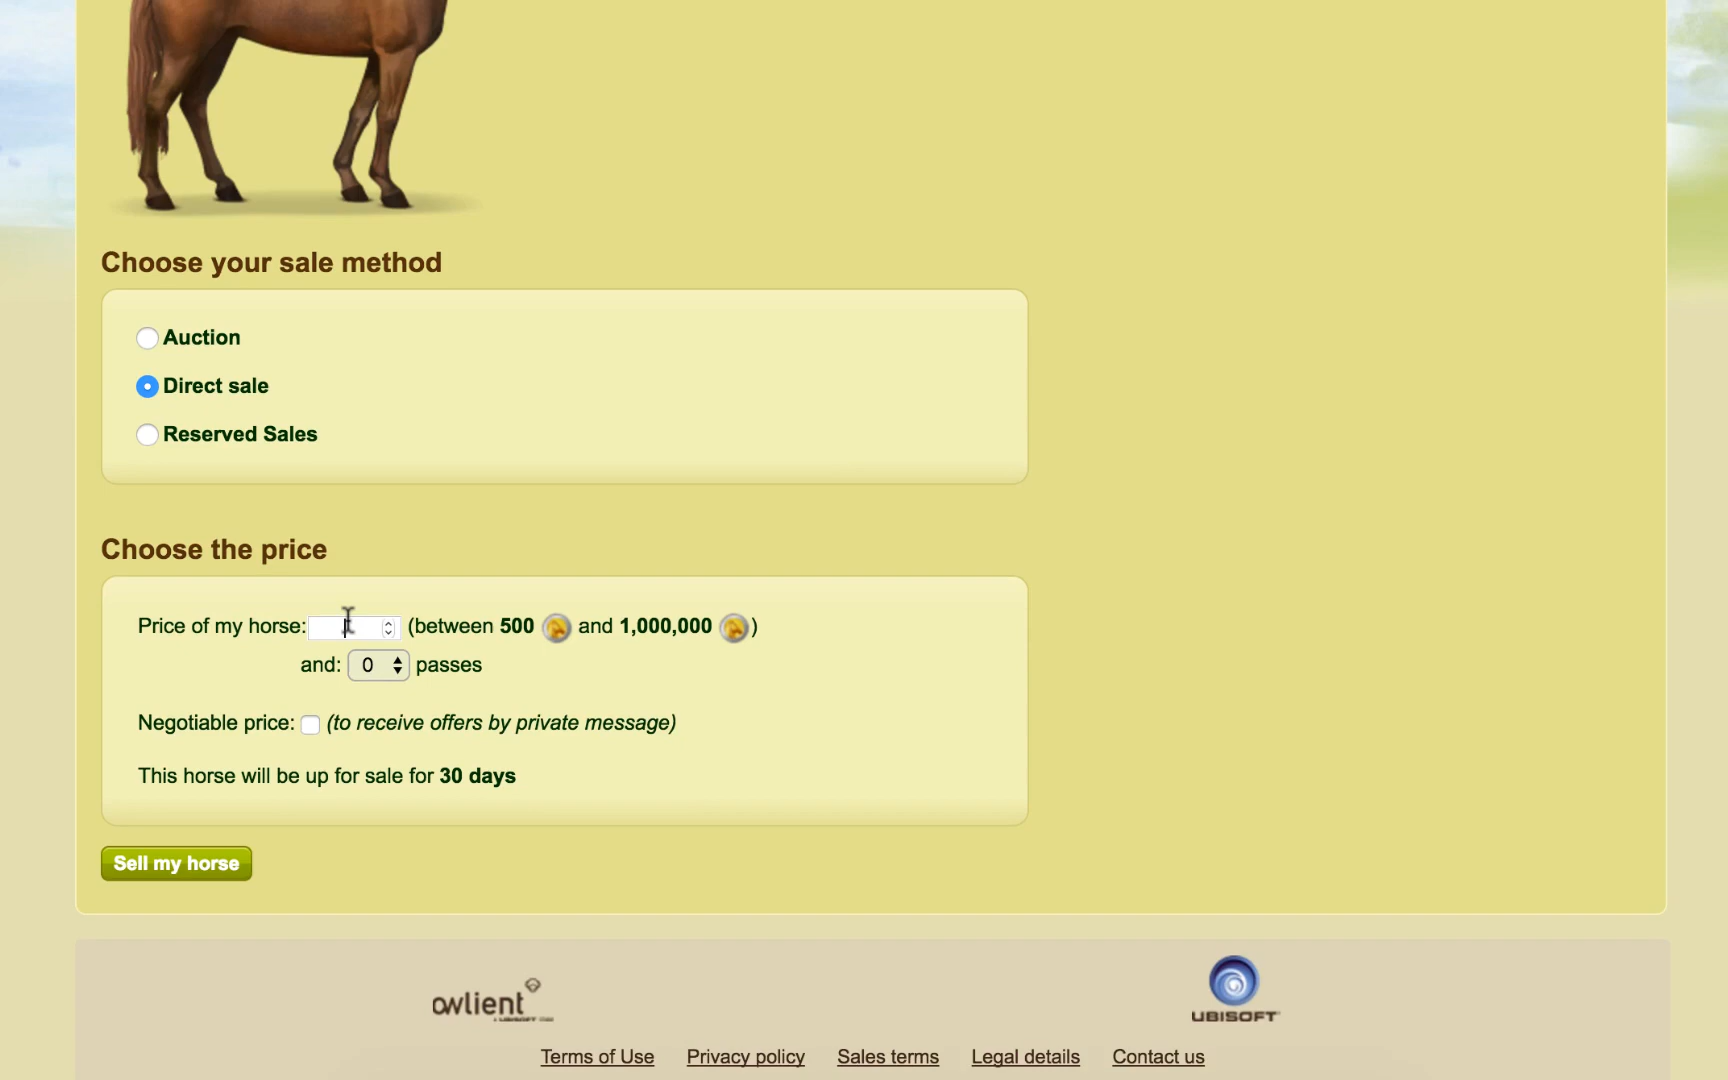 Choose your sale method
Auction
Direct sale
Reserved Sales
Choose the price
Price of my horse: (between 500 and 1,000,000 )
and: 0 passes
Negotiable price: (to receive offers by private message)
This horse will be up for sale for 30 days
Sell my horse
owlient
UBISOFT
Terms of Use Privacy policy Sales terms Legal details Contact us